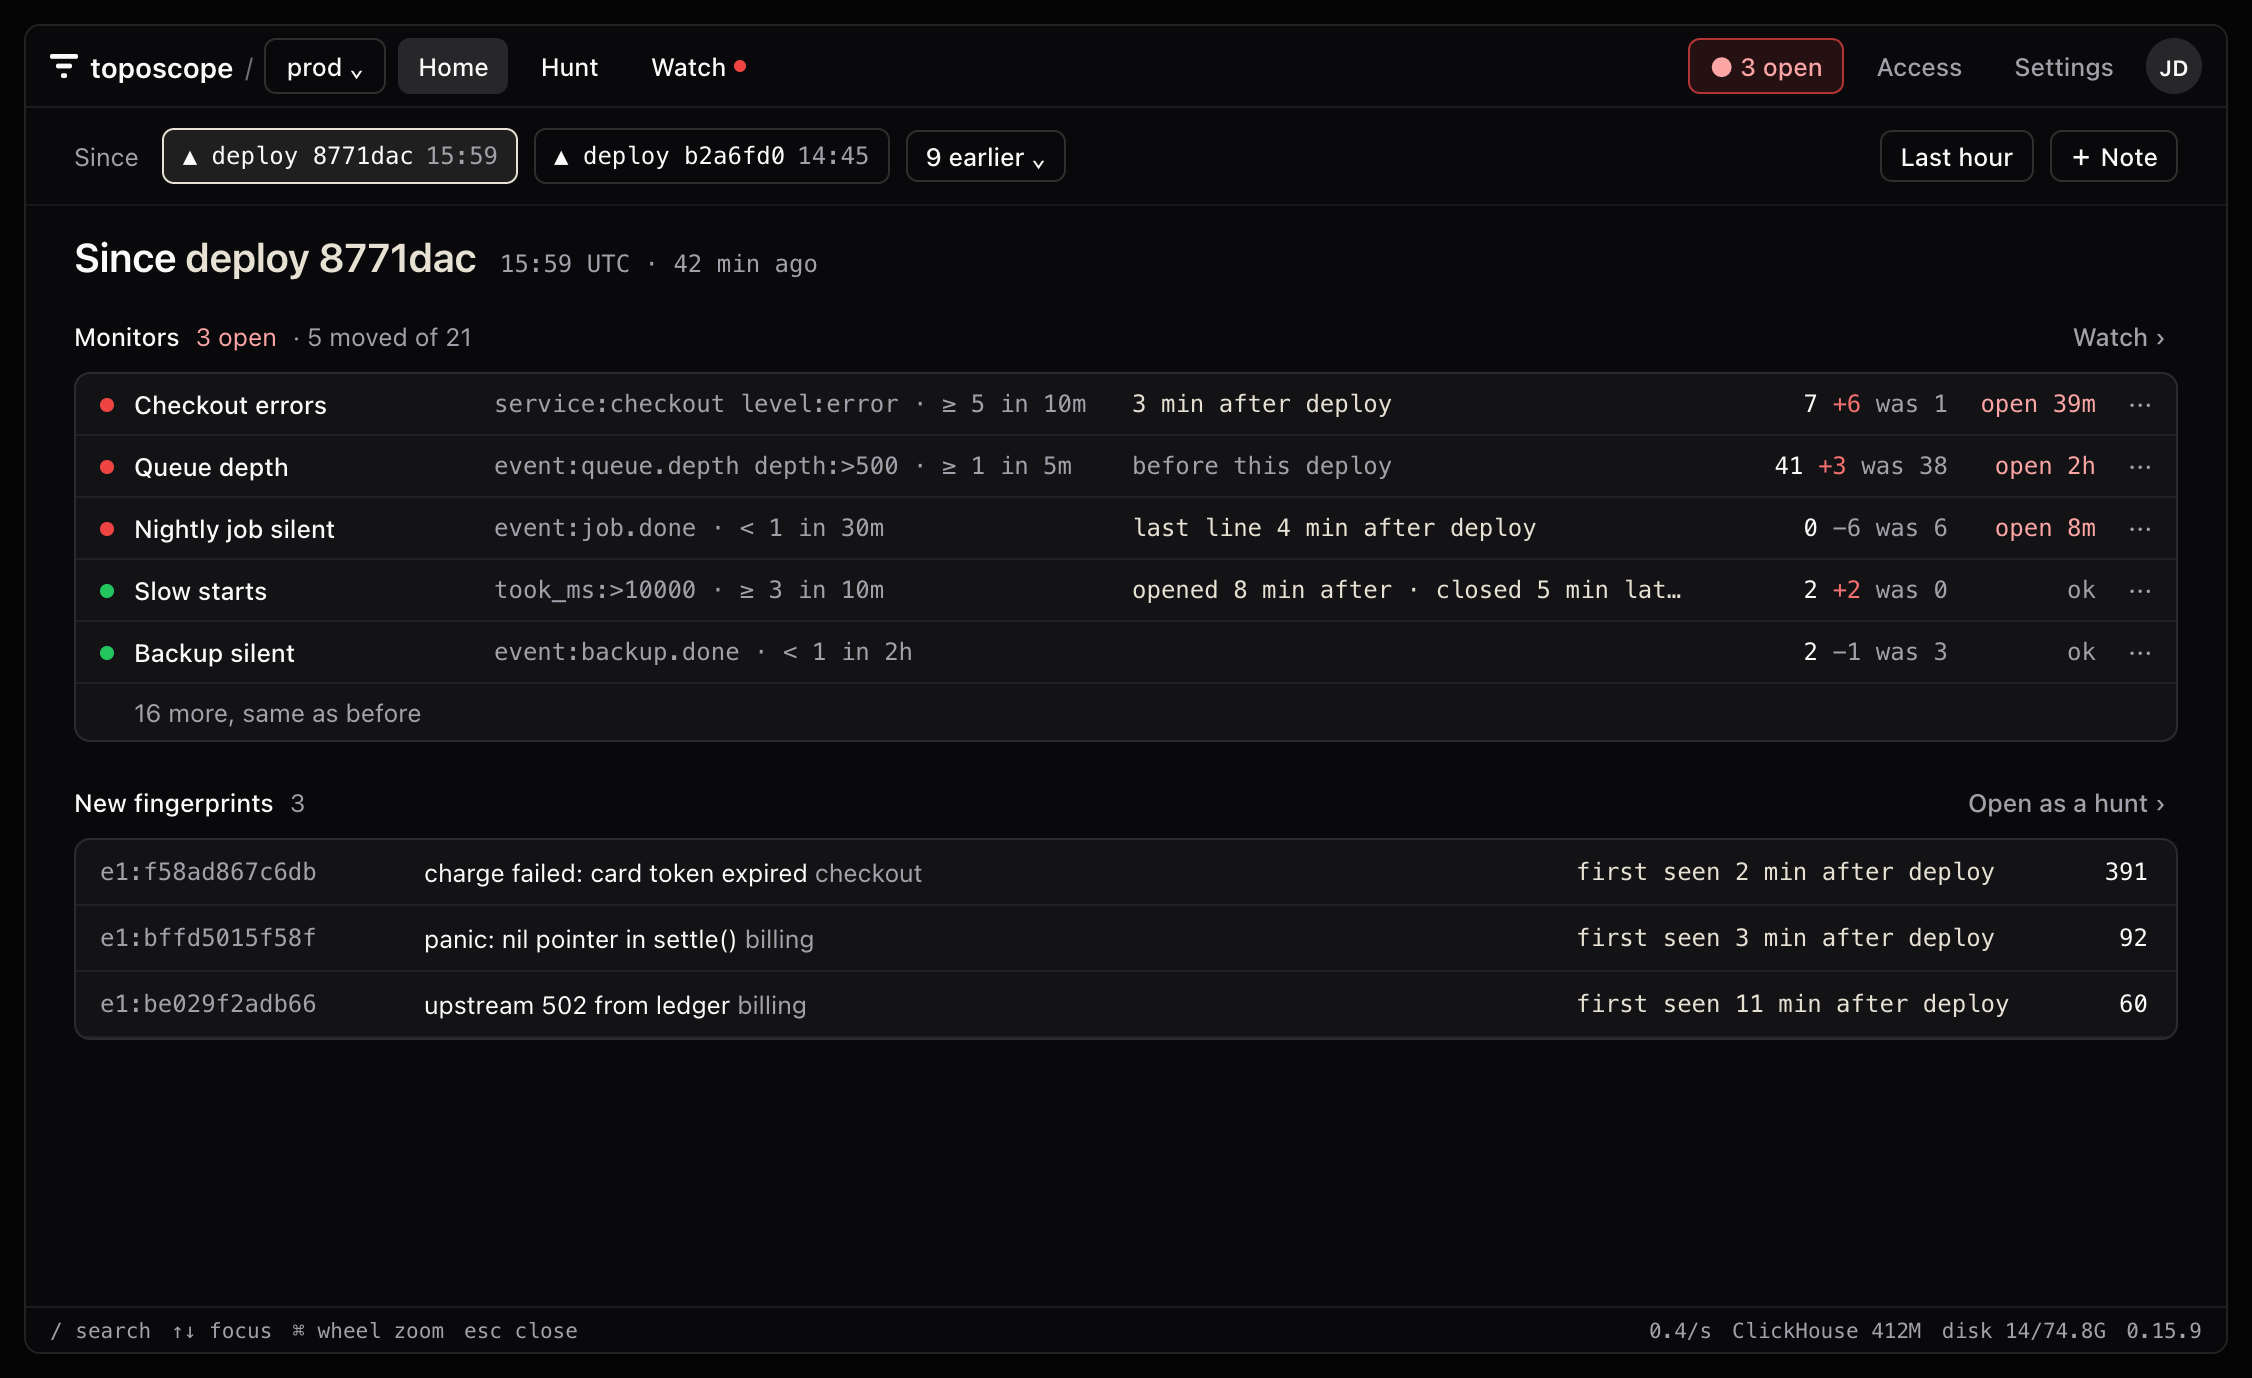 toposcope / prod Home Hunt Watch 3 open Access Settings JD
Since ▲ deploy 8771dac 15:59 ▲ deploy b2a6fd0 14:45 9 earlier Last hour + Note
Since deploy 8771dac 15:59 UTC · 42 min ago
Monitors 3 open · 5 moved of 21 Watch ›
Checkout errors service:checkout level:error · ≥ 5 in 10m 3 min after deploy 7 +6 was 1 open 39m ···
Queue depth event:queue.depth depth:>500 · ≥ 1 in 5m before this deploy 41 +3 was 38 open 2h ···
Nightly job silent event:job.done · < 1 in 30m last line 4 min after deploy 0 −6 was 6 open 8m ···
Slow starts took_ms:>10000 · ≥ 3 in 10m opened 8 min after · closed 5 min lat… 2 +2 was 0 ok ···
Backup silent event:backup.done · < 1 in 2h 2 −1 was 3 ok ···
16 more, same as before
New fingerprints 3 Open as a hunt ›
e1:f58ad867c6db charge failed: card token expired checkout first seen 2 min after deploy 391
e1:bffd5015f58f panic: nil pointer in settle() billing first seen 3 min after deploy 92
e1:be029f2adb66 upstream 502 from ledger billing first seen 11 min after deploy 60
/ search ↑↓ focus ⌘ wheel zoom esc close 0.4/s ClickHouse 412M disk 14/74.8G 0.15.9